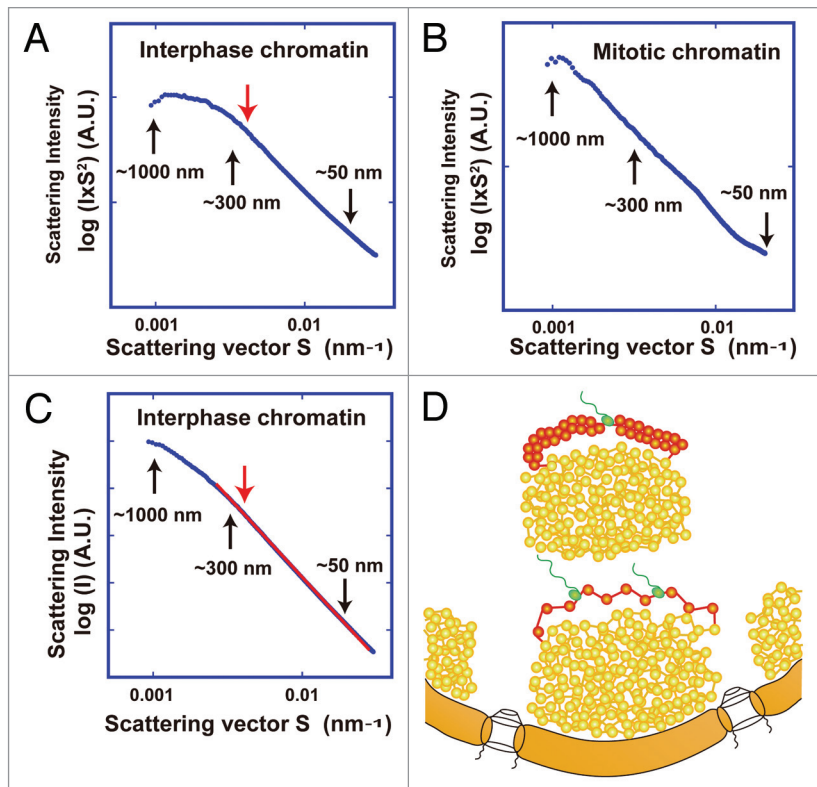 A
Interphase chromatin
Scattering Intensity
log (IxS²) (A.U.)
~1000 nm
~300 nm
~50 nm
0.001
0.01
Scattering vector S (nm-1)
B
Mitotic chromatin
Scattering Intensity
log (IxS²) (A.U.)
~1000 nm
~300 nm
~50 nm
0.001
0.01
Scattering vector S (nm-1)
C
Interphase chromatin
Scattering Intensity
log (I) (A.U.)
~1000 nm
~300 nm
~50 nm
0.001
0.01
Scattering vector S (nm-1)
D